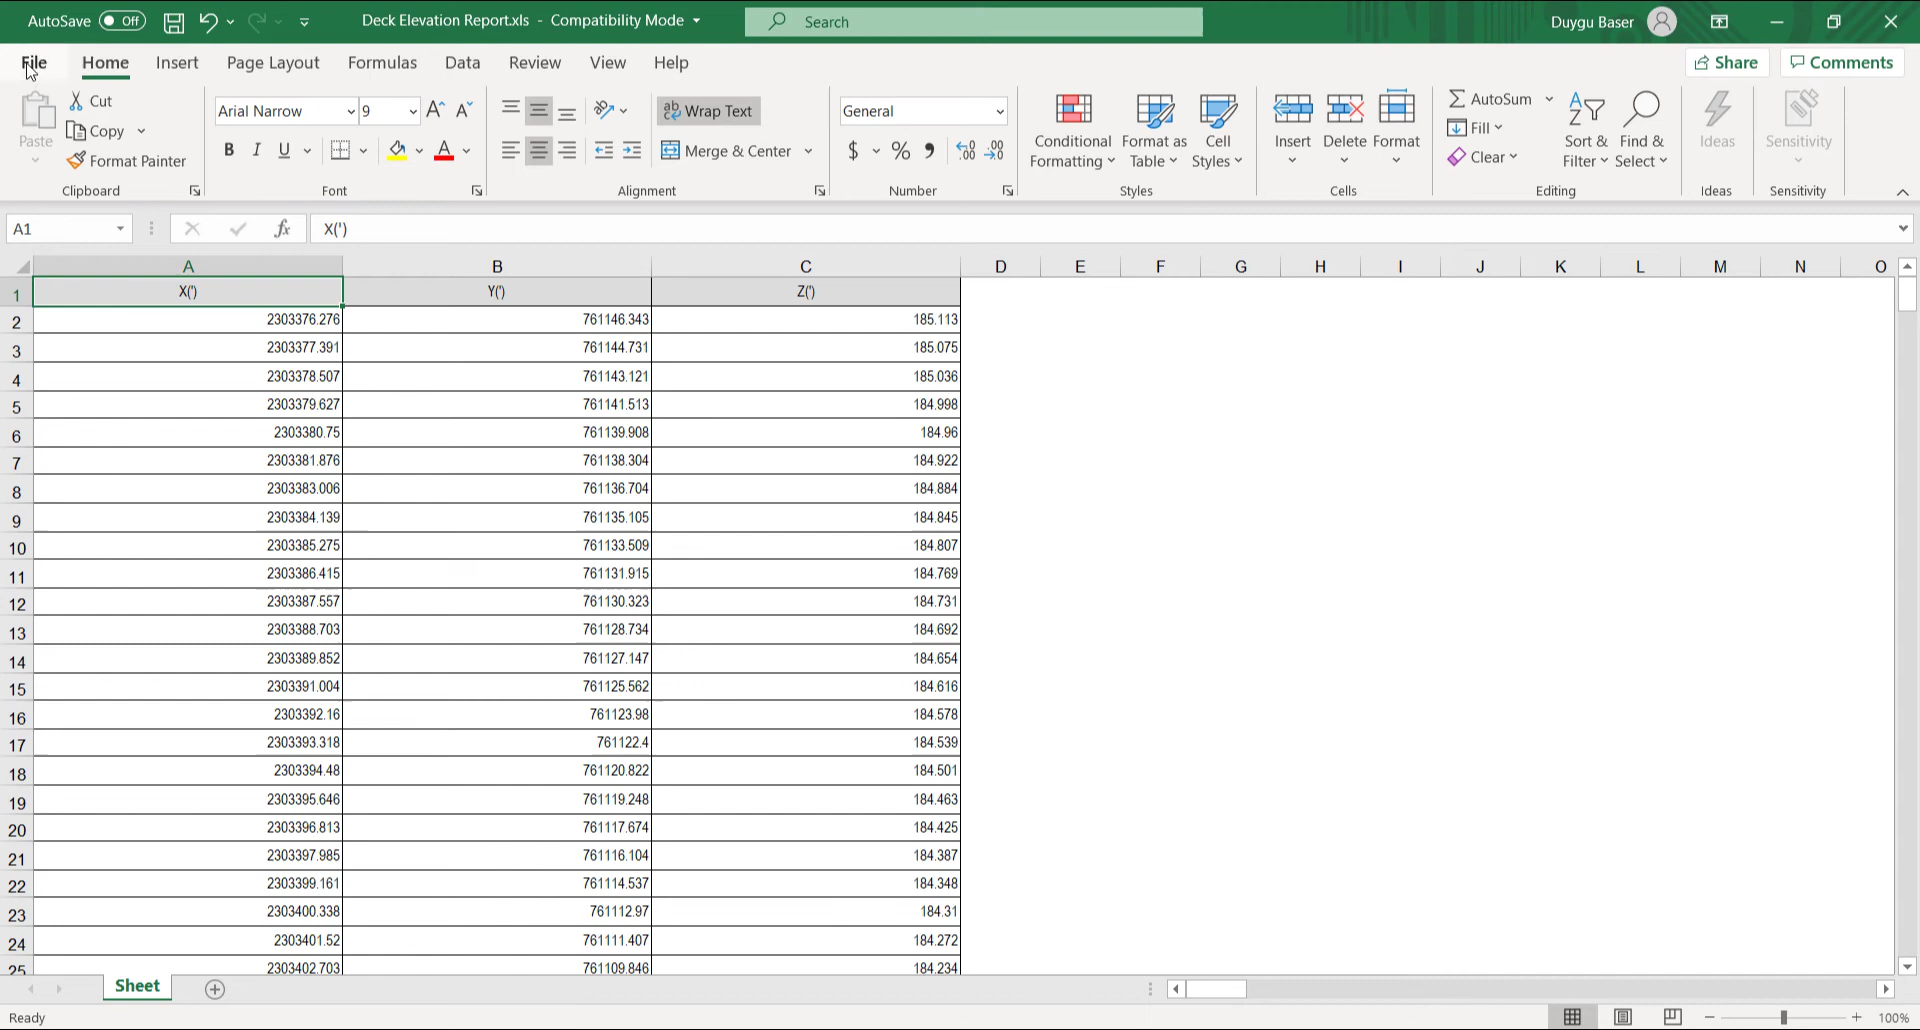 AutoSave Off Deck Elevation Report.xls - Compatibility Mode Search Duygu Baser
File Home Insert Page Layout Formulas Data Review View Help Share Comments
Paste Cut Copy Format Painter Clipboard
Arial Narrow 9 A A B I U A Font
ab Wrap Text Merge & Center Alignment
General $ % 9 Number
Conditional Formatting Format as Table Cell Styles Styles
Insert Delete Format Cells
AutoSum Fill Clear Sort & Filter Find & Select Editing
Ideas Ideas
Sensitivity Sensitivity
A1 fx X(')
A B C D E F G H I J K L M N O
1 X(') Y(') Z(')
2 2303376.276 761146.343 185.113
3 2303377.391 761144.731 185.075
4 2303378.507 761143.121 185.036
5 2303379.627 761141.513 184.998
6 2303380.75 761139.908 184.96
7 2303381.876 761138.304 184.922
8 2303383.006 761136.704 184.884
9 2303384.139 761135.105 184.845
10 2303385.275 761133.509 184.807
11 2303386.415 761131.915 184.769
12 2303387.557 761130.323 184.731
13 2303388.703 761128.734 184.692
14 2303389.852 761127.147 184.654
15 2303391.004 761125.562 184.616
16 2303392.16 761123.98 184.578
17 2303393.318 761122.4 184.539
18 2303394.48 761120.822 184.501
19 2303395.646 761119.248 184.463
20 2303396.813 761117.674 184.425
21 2303397.985 761116.104 184.387
22 2303399.161 761114.537 184.348
23 2303400.338 761112.97 184.31
24 2303401.52 761111.407 184.272
25 2303402.703 761109.846 184.234
Sheet
Ready 100%